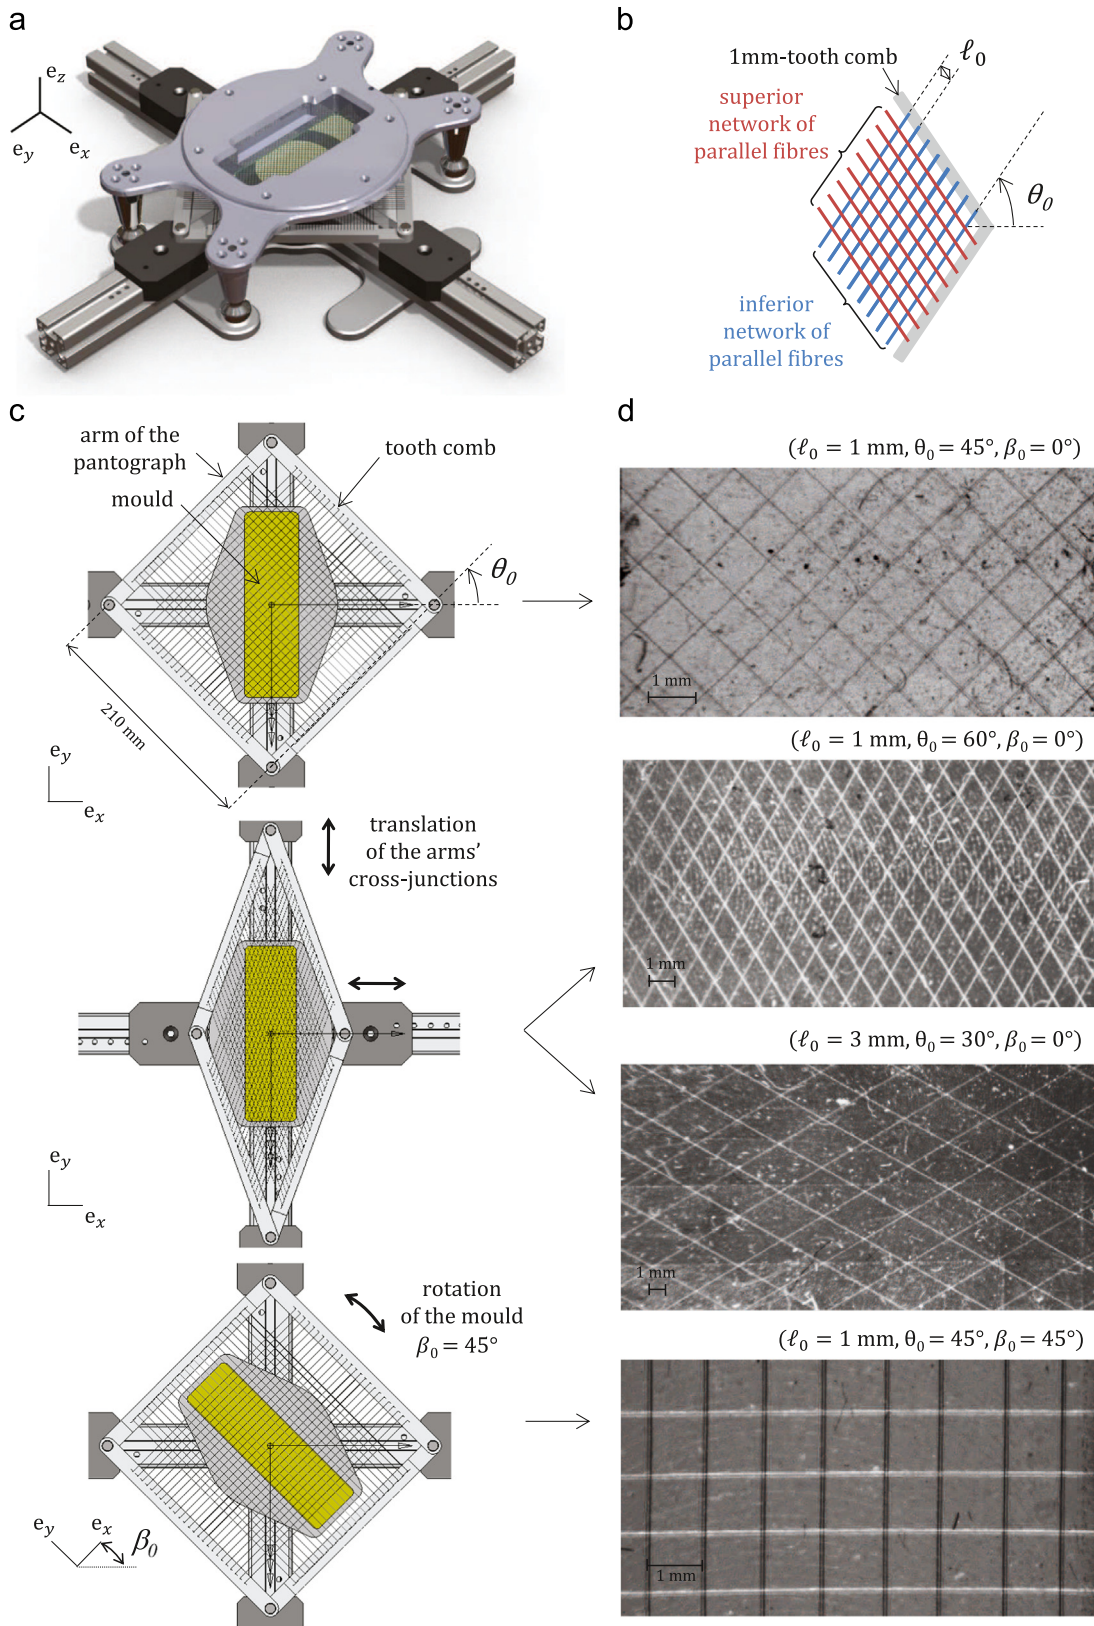 a
e_z
e_y
e_x
b
1mm-tooth comb
ℓ_0
superior
network of
parallel fibres
θ_0
inferior
network of
parallel fibres
c
arm of the
pantograph
tooth comb
mould
θ_0
210 mm
e_y
e_x
translation
of the arms'
cross-junctions
e_y
e_x
rotation
of the mould
β_0 = 45°
e_y
e_x
β_0
d
(ℓ_0 = 1 mm, θ_0 = 45°, β_0 = 0°)
1 mm
(ℓ_0 = 1 mm, θ_0 = 60°, β_0 = 0°)
1 mm
(ℓ_0 = 3 mm, θ_0 = 30°, β_0 = 0°)
1 mm
(ℓ_0 = 1 mm, θ_0 = 45°, β_0 = 45°)
1 mm